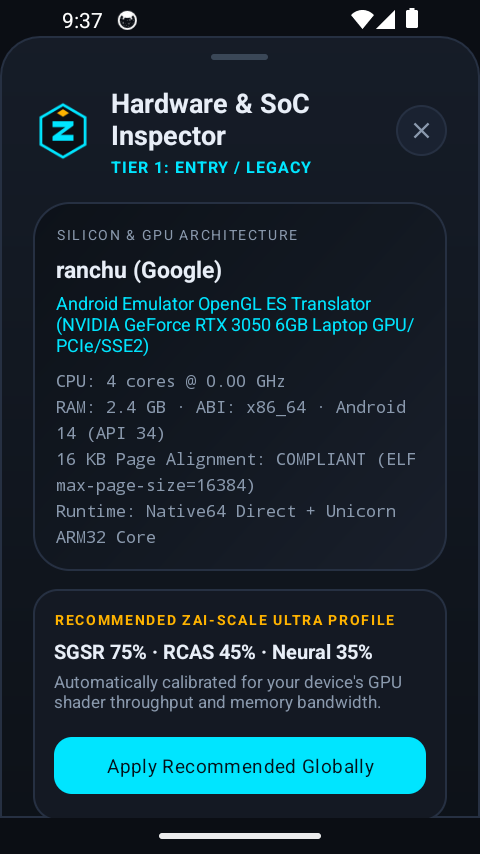 9:37
Hardware & SoC
Inspector
TIER 1: ENTRY / LEGACY
SILICON & GPU ARCHITECTURE
ranchu (Google)
Android Emulator OpenGL ES Translator
(NVIDIA GeForce RTX 3050 6GB Laptop GPU/
PCIe/SSE2)
CPU: 4 cores @ 0.00 GHz
RAM: 2.4 GB · ABI: x86_64 · Android
14 (API 34)
16 KB Page Alignment: COMPLIANT (ELF
max-page-size=16384)
Runtime: Native64 Direct + Unicorn
ARM32 Core
RECOMMENDED ZAI-SCALE ULTRA PROFILE
SGSR 75% · RCAS 45% · Neural 35%
Automatically calibrated for your device's GPU
shader throughput and memory bandwidth.
Apply Recommended Globally